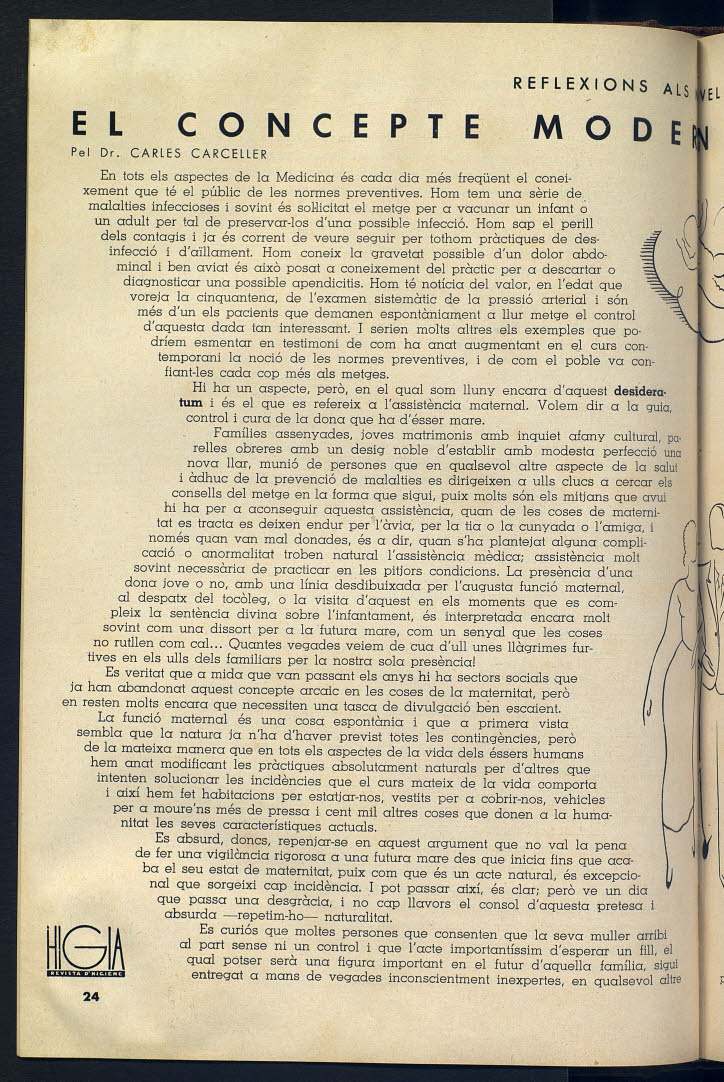 REFLEXIONS ALS
EL CONCEPTE MODERN
Pel Dr. CARLES CARCELLER
En tots els aspectes de la Medicina és cada dia més freqüent el conei-
xement que té el públic de les normes preventives. Hom tem una sèrie de
malalties infeccioses i sovint és sol·licitat el metge per a vacunar un infant o
un adult per tal de preservar-los d'una possible infecció. Hom sap el perill
dels contagis i ja és corrent de veure seguir per tothom pràctiques de des-
infecció i d'aïllament. Hom coneix la gravetat possible d'un dolor abdo-
minal i ben aviat és això posat a coneixement del pràctic per a descartar o
diagnosticar una possible apendicitis. Hom té notícia del valor, en l'edat que
voreja la cinquantena, de l'examen sistemàtic de la pressió arterial i són
més d'un els pacients que demanen espontàniament a llur metge el control
d'aquesta dada tan interessant. I serien molts altres els exemples que po-
dríem esmentar en testimoni de com ha anat augmentant en el curs con-
temporani la noció de les normes preventives, i de com el poble va con-
fiant-les cada cop més als metges.
Hi ha un aspecte, però, en el qual som lluny encara d'aquest desidera-
tum i és el que es refereix a l'assistència maternal. Volem dir a la guia,
control i cura de la dona que ha d'ésser mare.
Famílies assenyades, joves matrimonis amb inquiet afany cultural, pa-
relles obreres amb un desig noble d'establir amb modesta perfecció una
nova llar, munió de persones que en qualsevol altre aspecte de la salut
i àdhuc de la prevenció de malalties es dirigeixen a ulls clucs a cercar els
consells del metge en la forma que sigui, puix molts són els mitjans que avui
hi ha per a aconseguir aquesta assistència, quan de les coses de materni-
tat es tracta es deixen endur per l'àvia, per la tia o la cunyada o l'amiga, i
només quan van mal donades, és a dir, quan s'ha plantejat alguna compli-
cació o anormalitat troben natural l'assistència mèdica; assistència molt
sovint necessària de practicar en les pitjors condicions. La presència d'una
dona jove o no, amb una línia desdibuixada per l'augusta funció maternal,
al despatx del tocòleg, o la visita d'aquest en els moments que es com-
pleix la sentència divina sobre l'infantament, és interpretada encara molt
sovint com una dissort per a la futura mare, com un senyal que les coses
no rutllen com cal... Quantes vegades veiem de cua d'ull unes llàgrimes fur-
tives en els ulls dels familiars per la nostra sola presència!
Es veritat que a mida que van passant els anys hi ha sectors socials que
ja han abandonat aquest concepte arcaic en les coses de la maternitat, però
en resten molts encara que necessiten una tasca de divulgació ben escaient.
La funció maternal és una cosa espontània i que a primera vista
sembla que la natura ja n'ha d'haver previst totes les contingències, però
de la mateixa manera que en tots els aspectes de la vida dels éssers humans
hem anat modificant les pràctiques absolutament naturals per d'altres que
intenten solucionar les incidències que el curs mateix de la vida comporta
i així hem fet habitacions per estatjar-nos, vestits per a cobrir-nos, vehicles
per a moure'ns més de pressa i cent mil altres coses que donen a la huma-
nitat les seves característiques actuals.
Es absurd, doncs, repenjar-se en aquest argument que no val la pena
de fer una vigilància rigorosa a una futura mare des que inicia fins que aca-
ba el seu estat de maternitat, puix com que és un acte natural, és excepcio-
nal que sorgeixi cap incidència. I pot passar així, és clar; però ve un dia
que passa una desgràcia, i no cap llavors el consol d'aquesta pretesa i
absurda —repetim-ho— naturalitat.
Es curiós que moltes persones que consenten que la seva muller arribi
al part sense ni un control i que l'acte importantíssim d'esperar un fill, el
qual potser serà una figura important en el futur d'aquella família, sigui
entregat a mans de vegades inconscientment inexpertes, en qualsevol altre
HIGIA
REVISTA D'HIGIENE
24